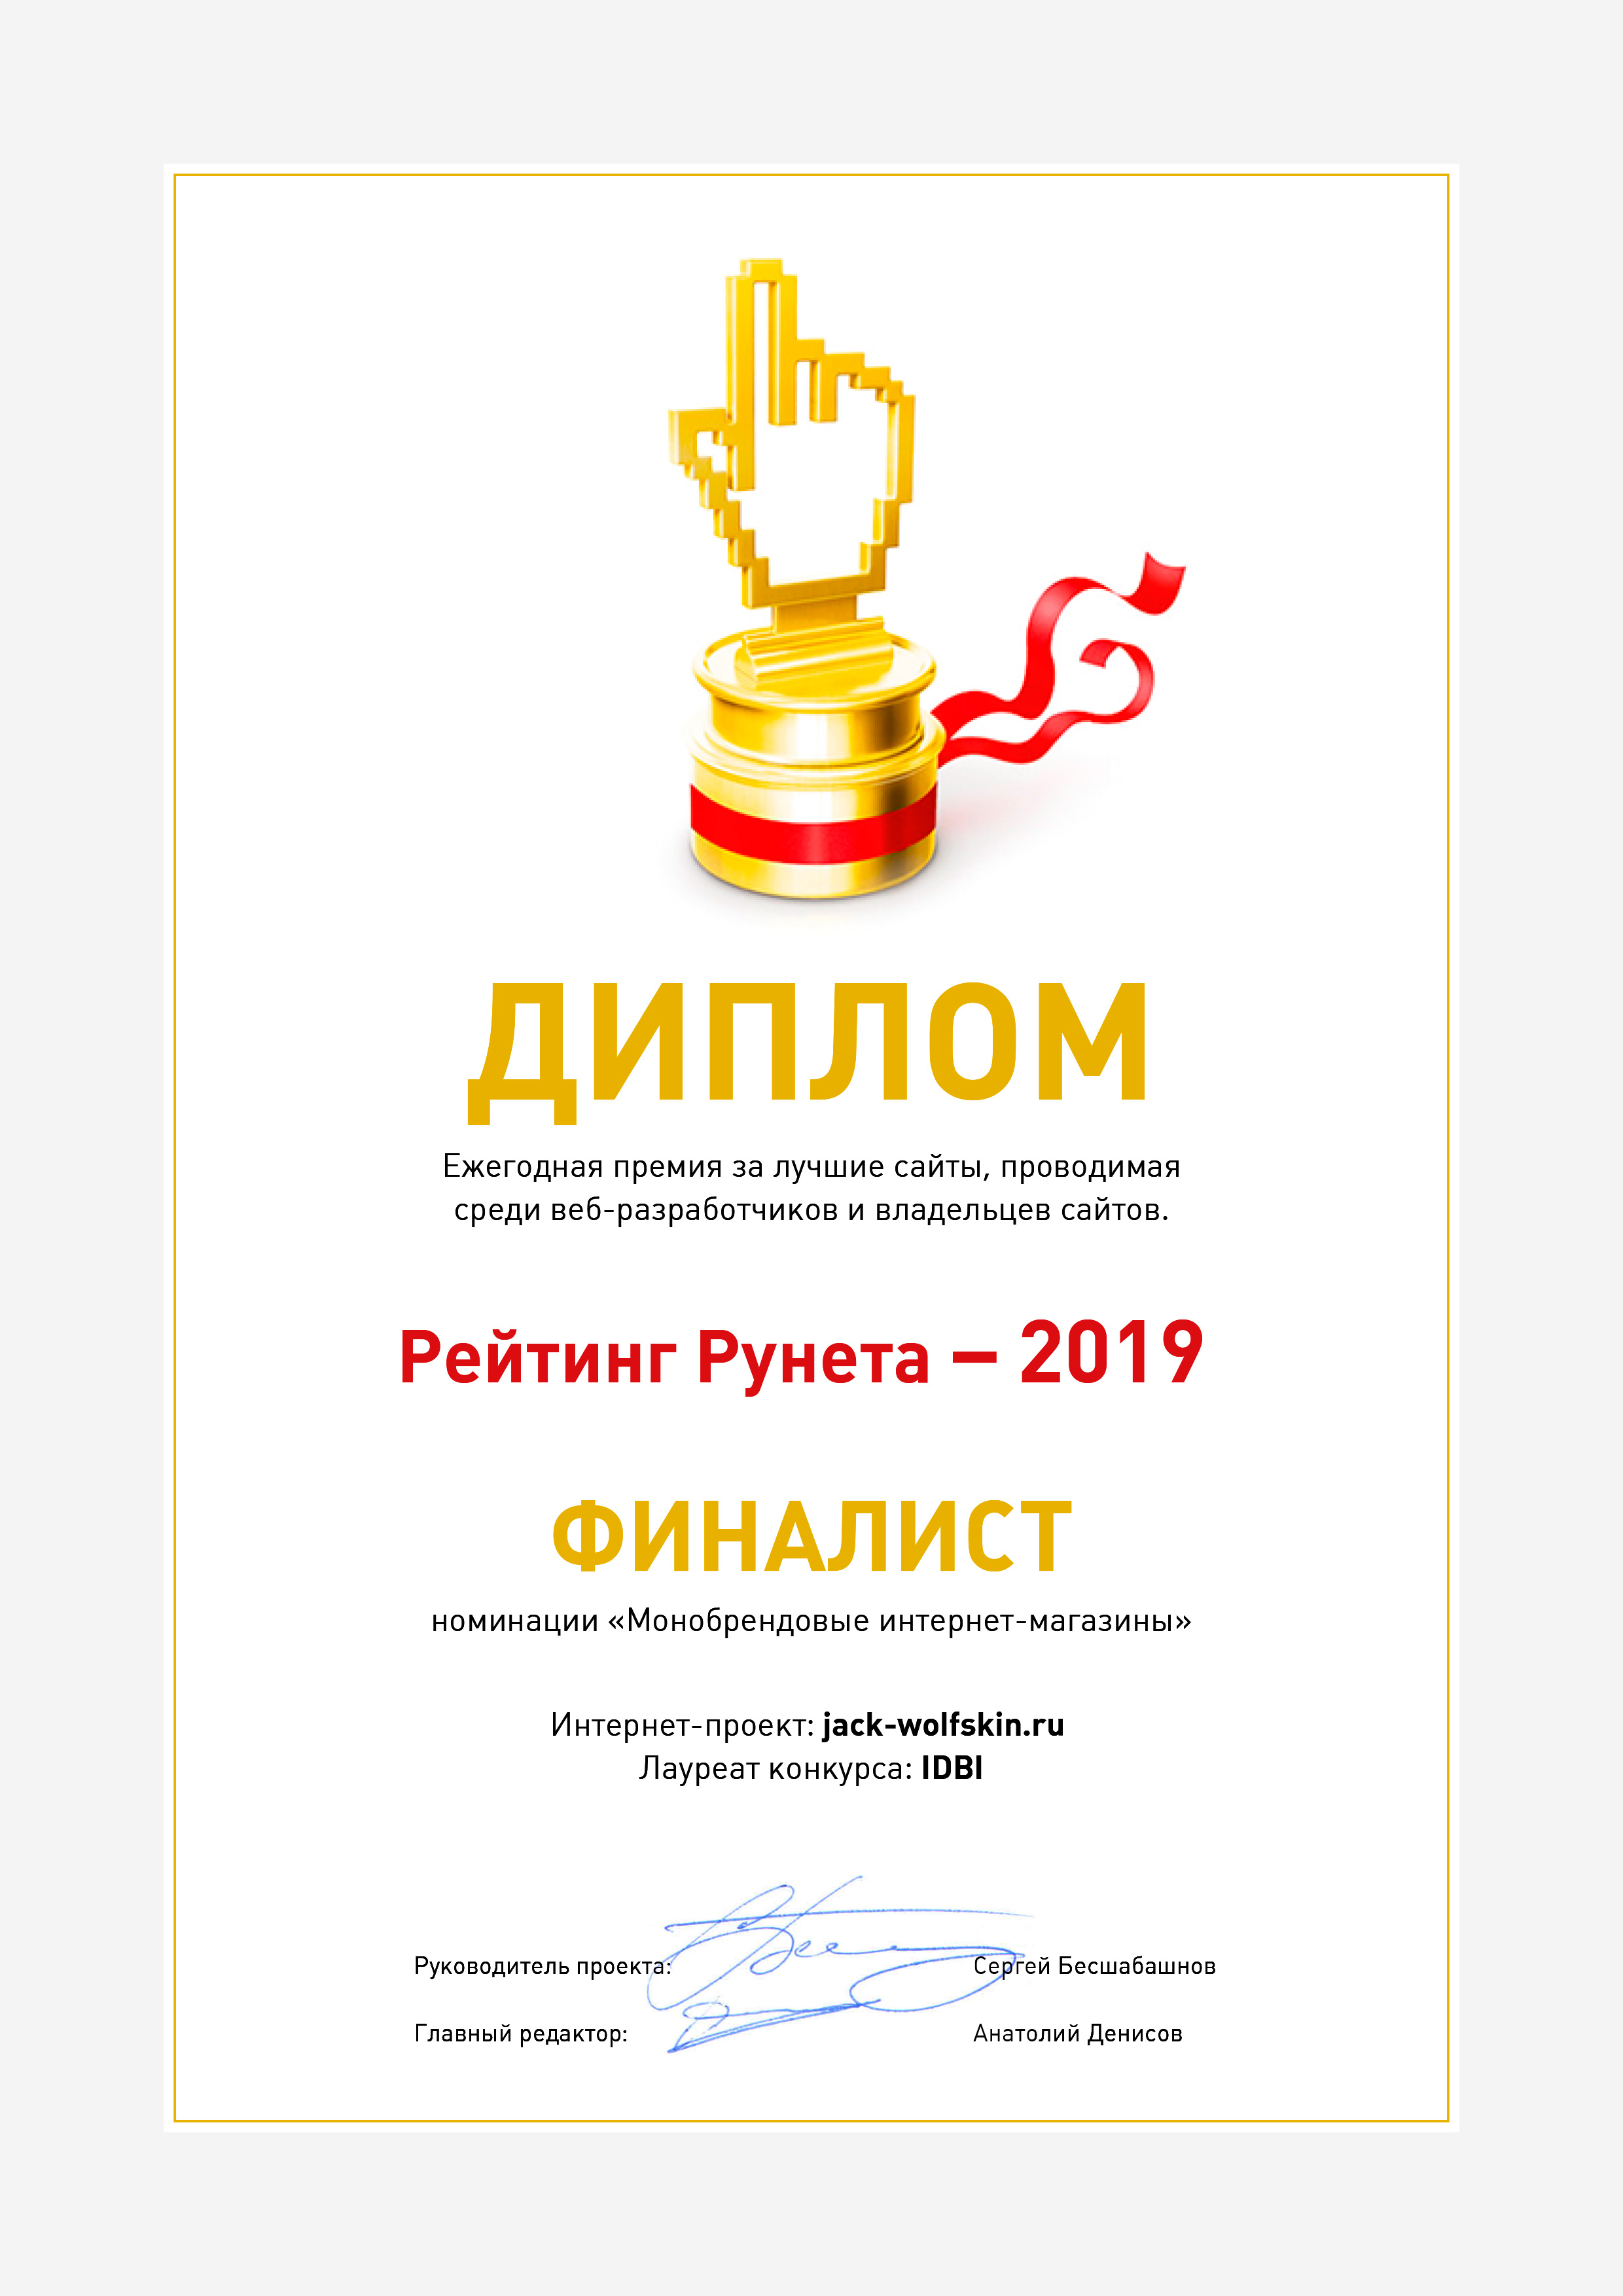 ДИПЛОМ
Ежегодная премия за лучшие сайты, проводимая
среди веб-разработчиков и владельцев сайтов.
Рейтинг Рунета – 2019
ФИНАЛИСТ
номинации «Монобрендовые интернет-магазины»
Интернет-проект: jack-wolfskin.ru
Лауреат конкурса: IDBI
Руководитель проекта: Сергей Бесшабашнов
Главный редактор: Анатолий Денисов